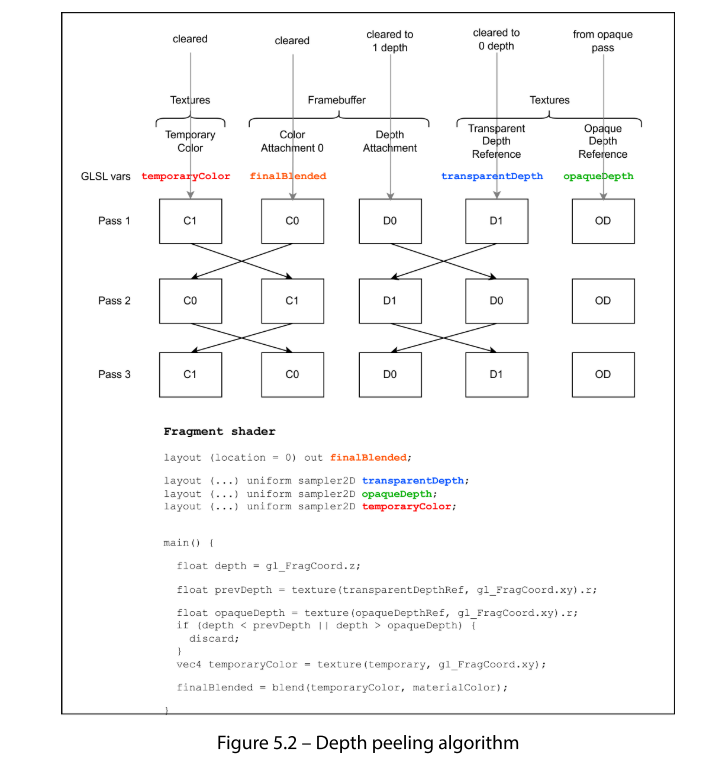 cleared
cleared
cleared to
1 depth
cleared to
0 depth
from opaque
pass
Textures
Framebuffer
Textures
Temporary
Color
Color
Attachment 0
Depth
Attachment
Transparent
Depth
Reference
Opaque
Depth
Reference
GLSL vars temporaryColor finalBlended transparentDepth opaqueDepth
Pass 1 C1 C0 D0 D1 OD
Pass 2 C0 C1 D1 D0 OD
Pass 3 C1 C0 D0 D1 OD
Fragment shader
layout (location = 0) out finalBlended;
layout (...) uniform sampler2D transparentDepth;
layout (...) uniform sampler2D opaqueDepth;
layout (...) uniform sampler2D temporaryColor;
main() {
float depth = gl_FragCoord.z;
float prevDepth = texture(transparentDepthRef, gl_FragCoord.xy).r;
float opaqueDepth = texture(opaqueDepthRef, gl_FragCoord.xy).r;
if (depth < prevDepth || depth > opaqueDepth) {
discard;
}
vec4 temporaryColor = texture(temporary, gl_FragCoord.xy);
finalBlended = blend(temporaryColor, materialColor);
}
Figure 5.2 – Depth peeling algorithm